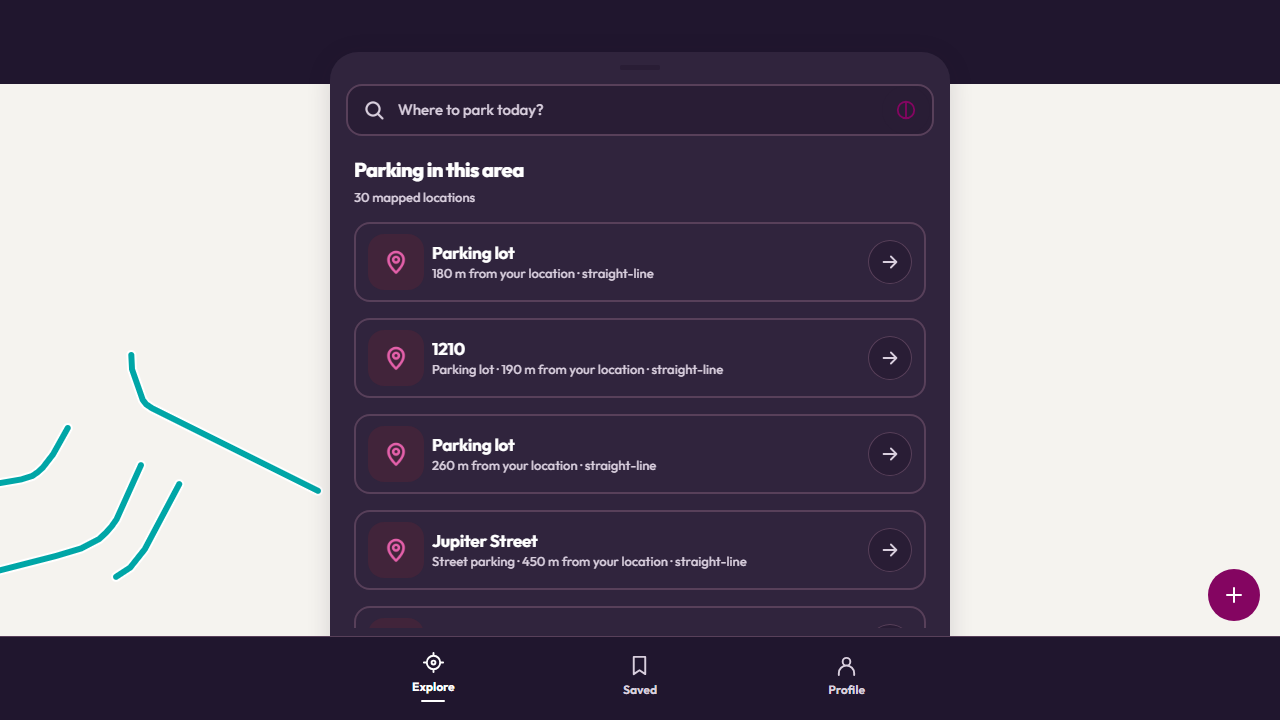 Where to park today?
Parking in this area
30 mapped locations
Parking lot
180 m from your location · straight-line
1210
Parking lot · 190 m from your location · straight-line
Parking lot
260 m from your location · straight-line
Jupiter Street
Street parking · 450 m from your location · straight-line
Explore
Saved
Profile